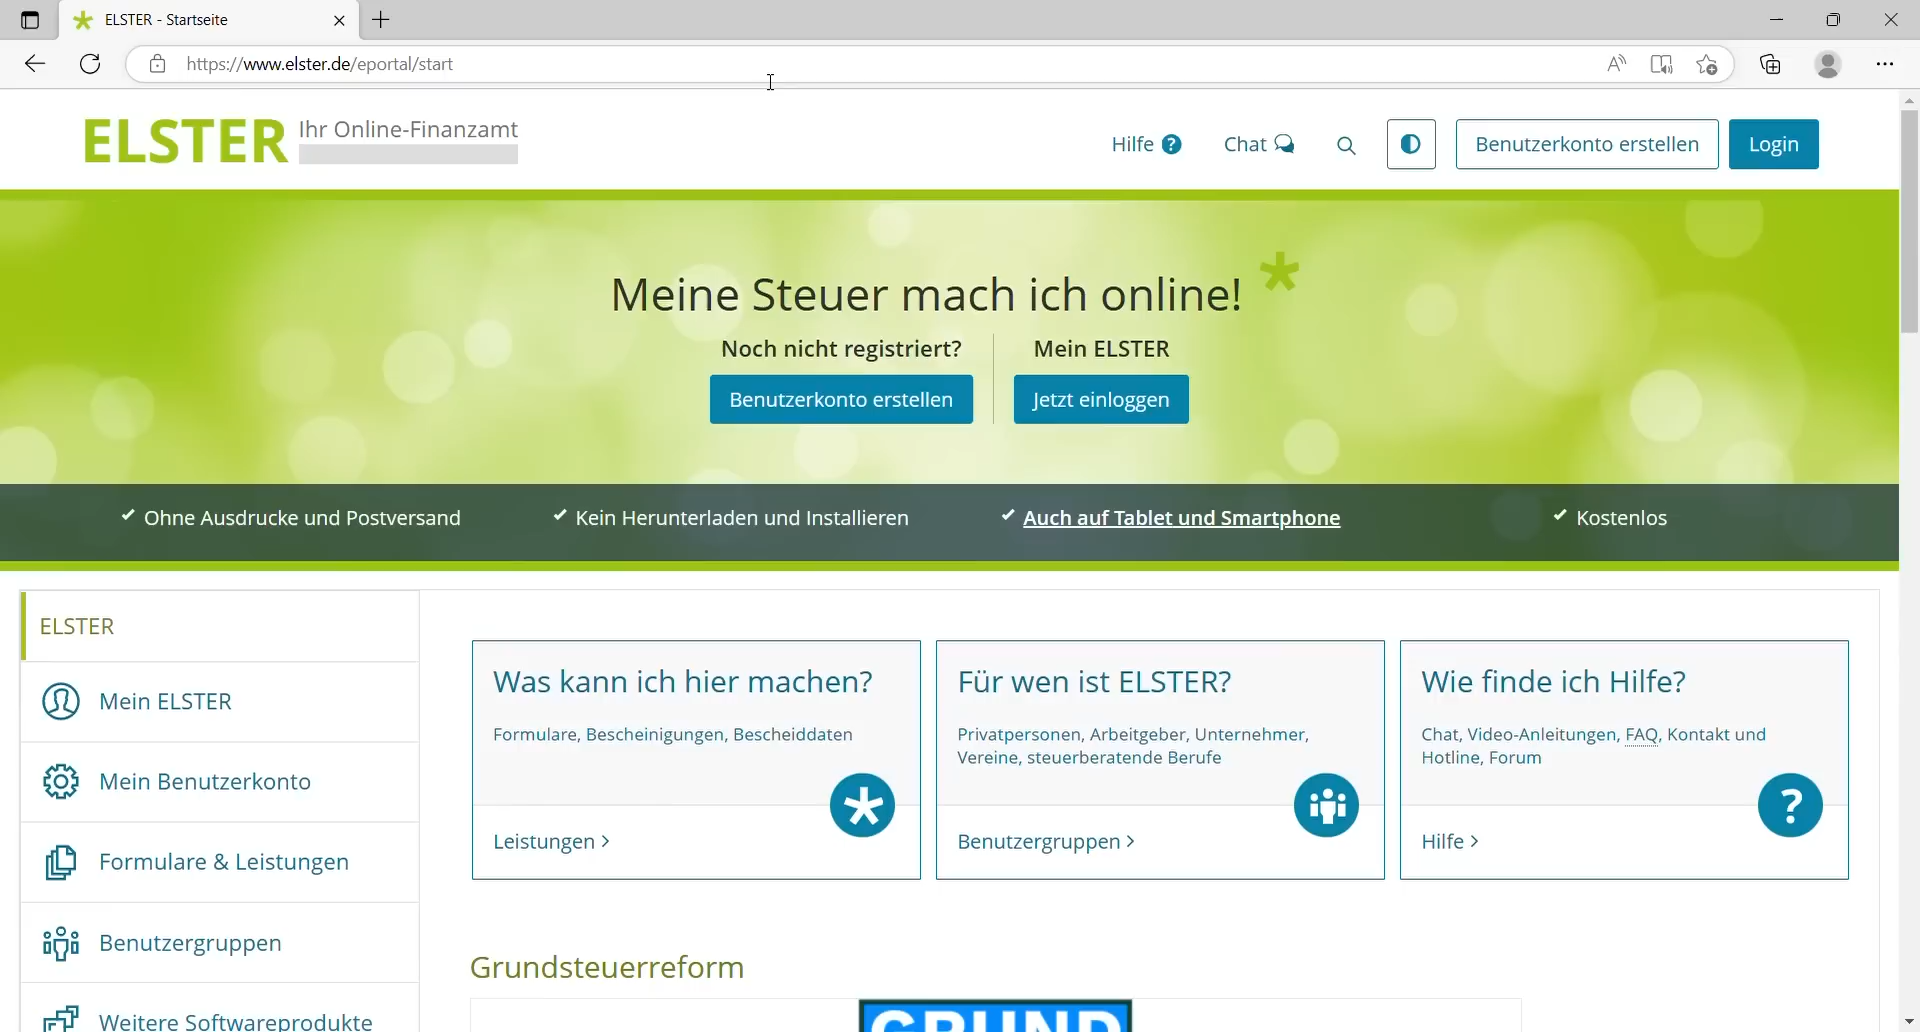 ELSTER - Startseite
https://www.elster.de/eportal/start
ELSTER
Ihr Online-Finanzamt
Hilfe ?
Chat
Benutzerkonto erstellen
Login
Meine Steuer mach ich online!
Noch nicht registriert?
Mein ELSTER
Benutzerkonto erstellen
Jetzt einloggen
Ohne Ausdrucke und Postversand
Kein Herunterladen und Installieren
Auch auf Tablet und Smartphone
Kostenlos
ELSTER
Mein ELSTER
Mein Benutzerkonto
Formulare & Leistungen
Benutzergruppen
Weitere Softwareprodukte
Was kann ich hier machen?
Formulare, Bescheinigungen, Bescheiddaten
Leistungen >
Für wen ist ELSTER?
Privatpersonen, Arbeitgeber, Unternehmer,
Vereine, steuerberatende Berufe
Benutzergruppen >
Wie finde ich Hilfe?
Chat, Video-Anleitungen, FAQ, Kontakt und
Hotline, Forum
?
Hilfe >
Grundsteuerreform
GRUND